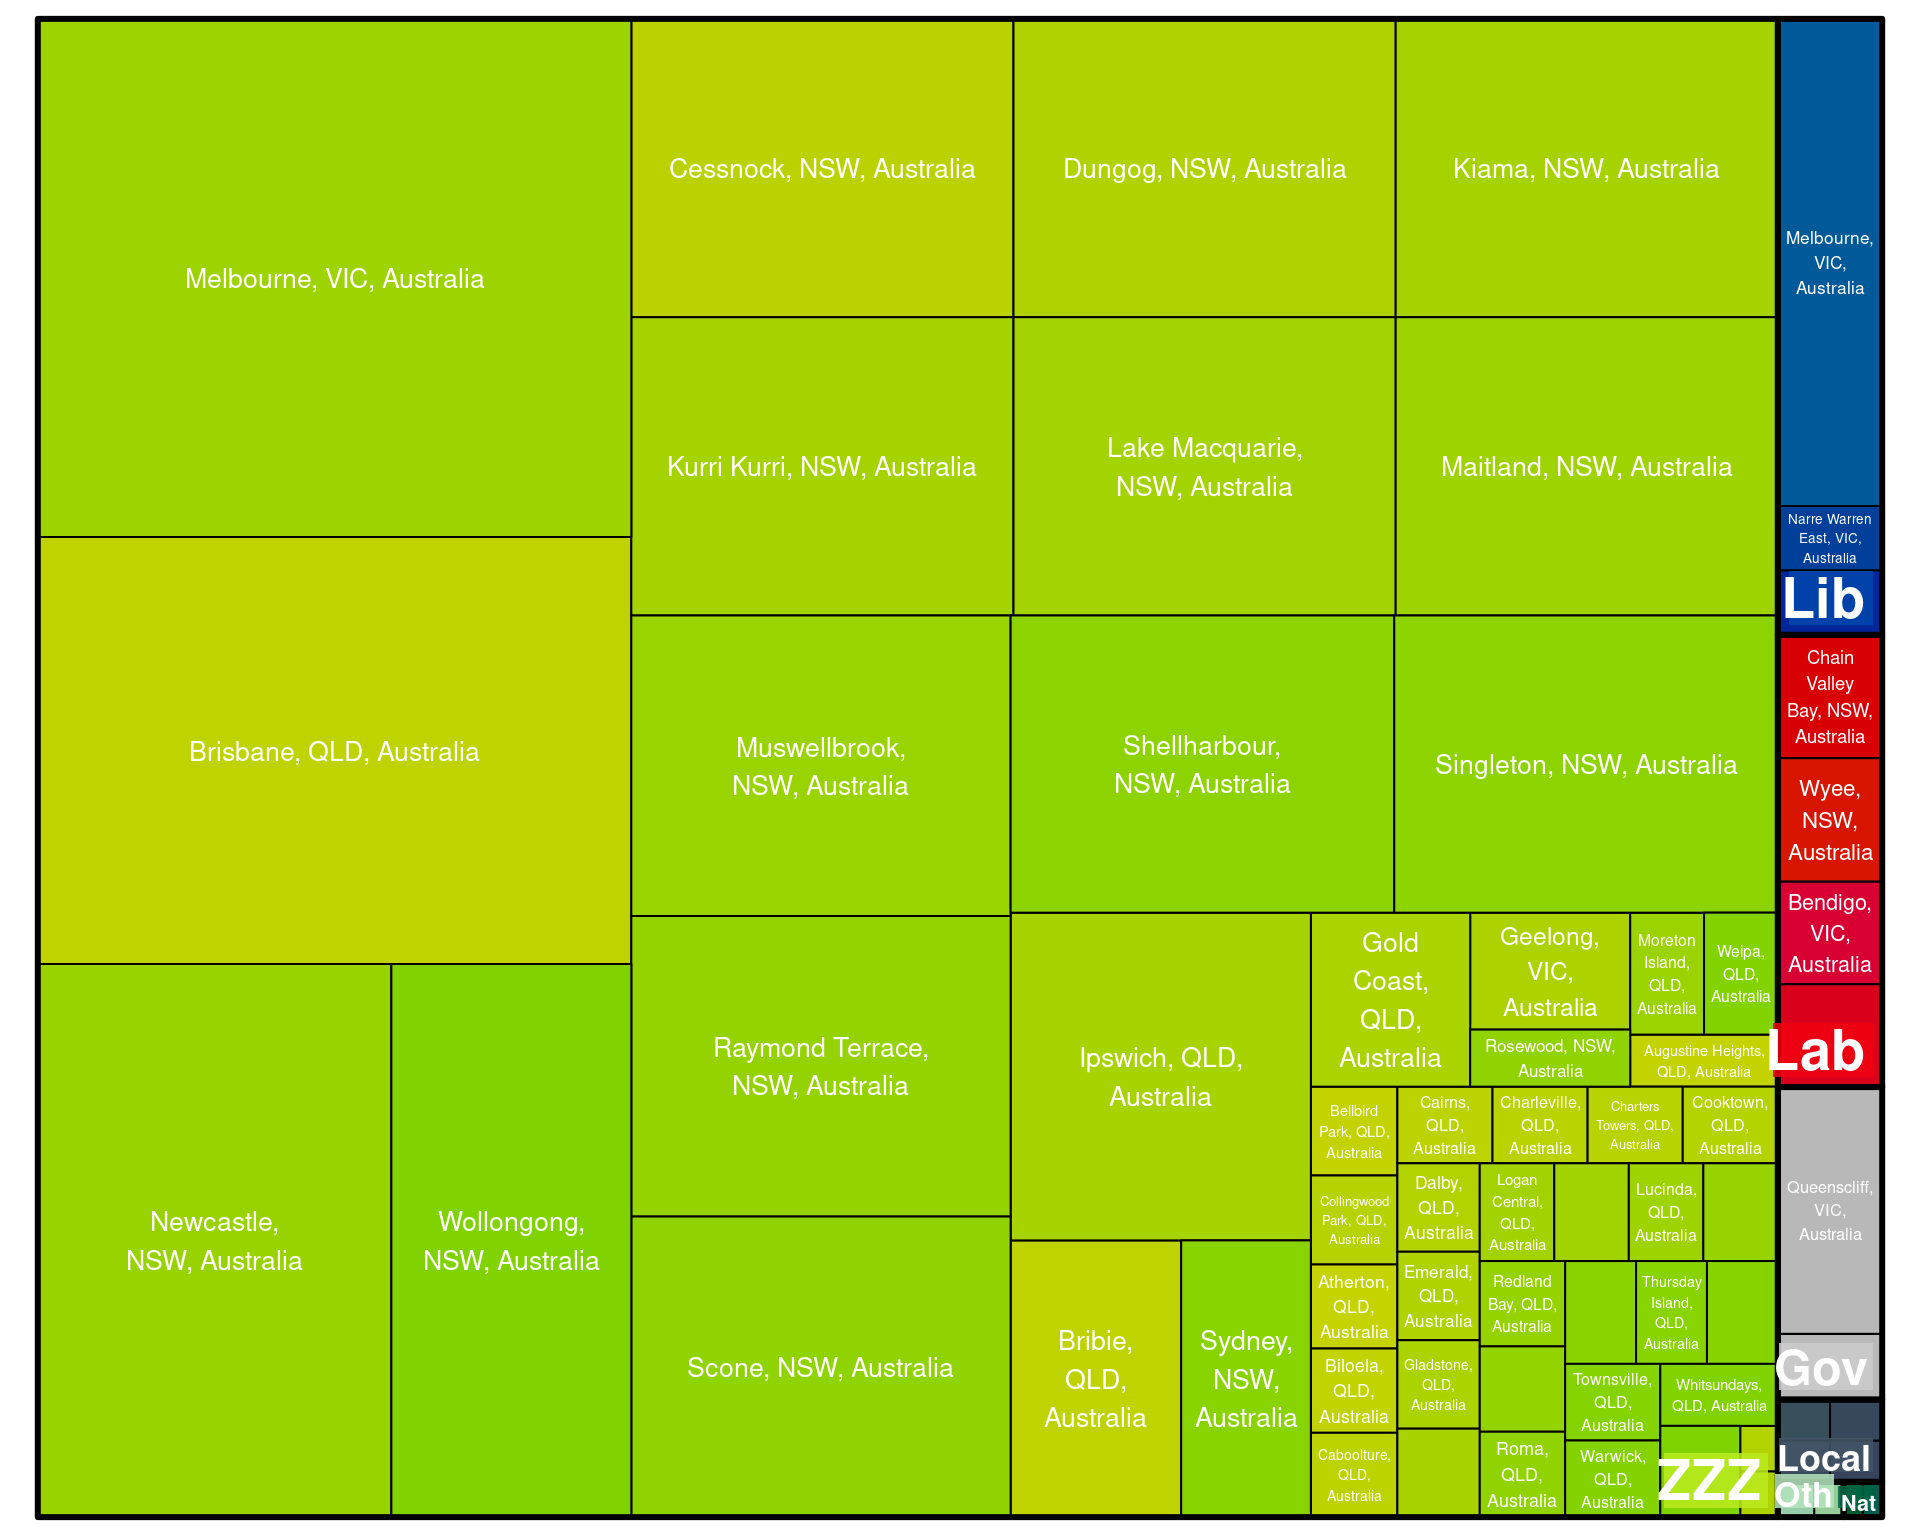 Melbourne, VIC, Australia
Brisbane, QLD, Australia
Newcastle,
NSW, Australia
Wollongong,
NSW, Australia
Cessnock, NSW, Australia
Dungog, NSW, Australia
Kiama, NSW, Australia
Kurri Kurri, NSW, Australia
Lake Macquarie,
NSW, Australia
Maitland, NSW, Australia
Muswellbrook,
NSW, Australia
Shellharbour,
NSW, Australia
Singleton, NSW, Australia
Raymond Terrace,
NSW, Australia
Scone, NSW, Australia
Ipswich, QLD,
Australia
Bribie,
QLD,
Australia
Sydney,
NSW,
Australia
Gold
Coast,
QLD,
Australia
Geelong,
VIC,
Australia
Rosewood, NSW,
Australia
Moreton
Island,
QLD,
Australia
Weipa,
QLD,
Australia
Augustine Heights,
QLD, Australia
Bellbird
Park, QLD,
Australia
Collingwood
Park, QLD,
Australia
Atherton,
QLD,
Australia
Biloela,
QLD,
Australia
Caboolture,
QLD,
Australia
Cairns,
QLD,
Australia
Charleville,
QLD,
Australia
Charters
Towers, QLD,
Australia
Cooktown,
QLD,
Australia
Dalby,
QLD,
Australia
Emerald,
QLD,
Australia
Gladstone,
QLD,
Australia
Logan
Central,
QLD,
Australia
Lucinda,
QLD,
Australia
Redland
Bay, QLD,
Australia
Roma,
QLD,
Australia
Thursday
Island,
QLD,
Australia
Townsville,
QLD,
Australia
Warwick,
QLD,
Australia
Whitsundays,
QLD, Australia
ZZZ
Melbourne,
VIC,
Australia
Narre Warren
East, VIC,
Australia
Lib
Chain
Valley
Bay, NSW,
Australia
Wyee,
NSW,
Australia
Bendigo,
VIC,
Australia
Lab
Queenscliff,
VIC,
Australia
Gov
Local
Oth
Nat